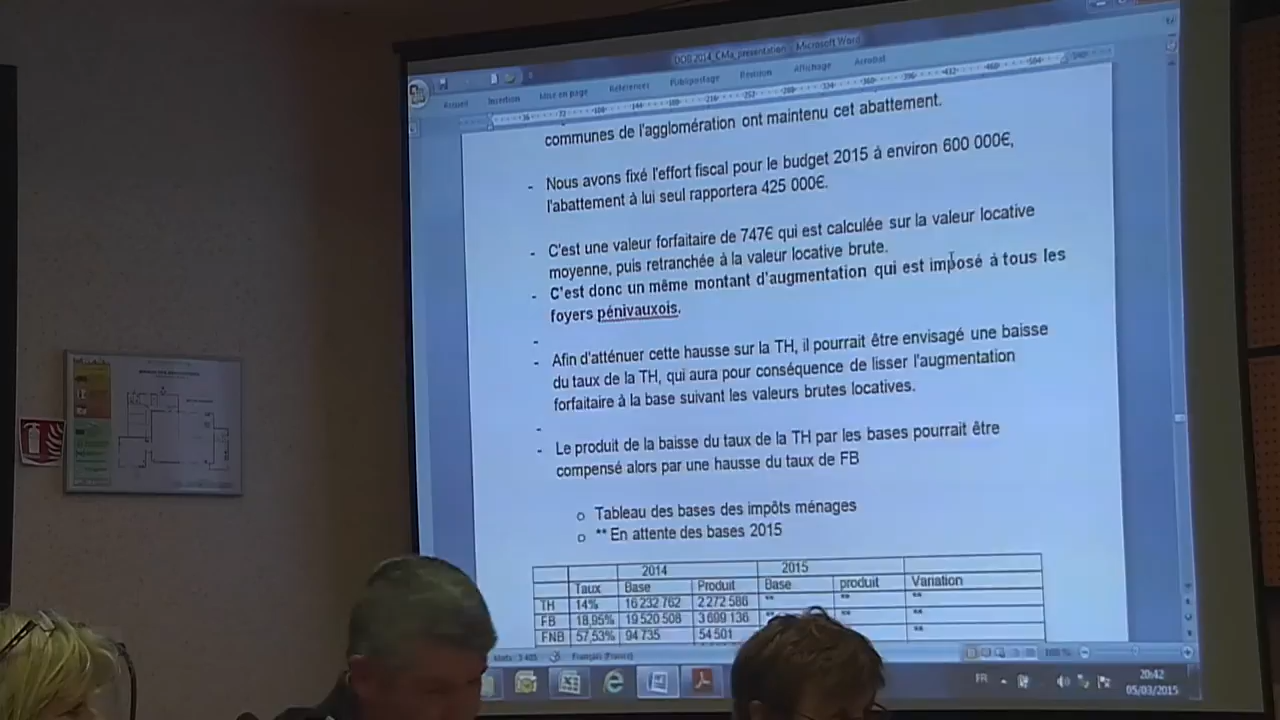 DOB 2014_CMa_presentation - Microsoft Word
Accueil Insertion Mise en page Références Publipostage Révision Affichage Acrobat
communes de l'agglomération ont maintenu cet abattement.
- Nous avons fixé l'effort fiscal pour le budget 2015 à environ 600 000€,
l'abattement à lui seul rapportera 425 000€.
- C'est une valeur forfaitaire de 747€ qui est calculée sur la valeur locative
moyenne, puis retranchée à la valeur locative brute.
- C'est donc un même montant d'augmentation qui est imposé à tous les
foyers pénivauxois.
-
- Afin d'atténuer cette hausse sur la TH, il pourrait être envisagé une baisse
du taux de la TH, qui aura pour conséquence de lisser l'augmentation
forfaitaire à la base suivant les valeurs brutes locatives.
-
- Le produit de la baisse du taux de la TH par les bases pourrait être
compensé alors par une hausse du taux de FB
o Tableau des bases des impôts ménages
o ** En attente des bases 2015
2014 2015
Taux Base Produit Base produit Variation
TH 14% 16 232 762 2 272 586 ** ** **
FB 18,95% 19 520 508 3 699 136 ** ** **
FNB 57,53% 94 735 54 501 **
Français (France) 100 %
FR 20:42
05/03/2015